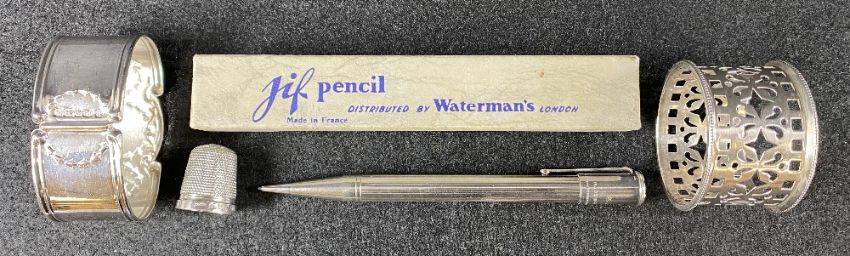 Jif pencil
DISTRIBUTED BY Waterman's LONDON
Made in France